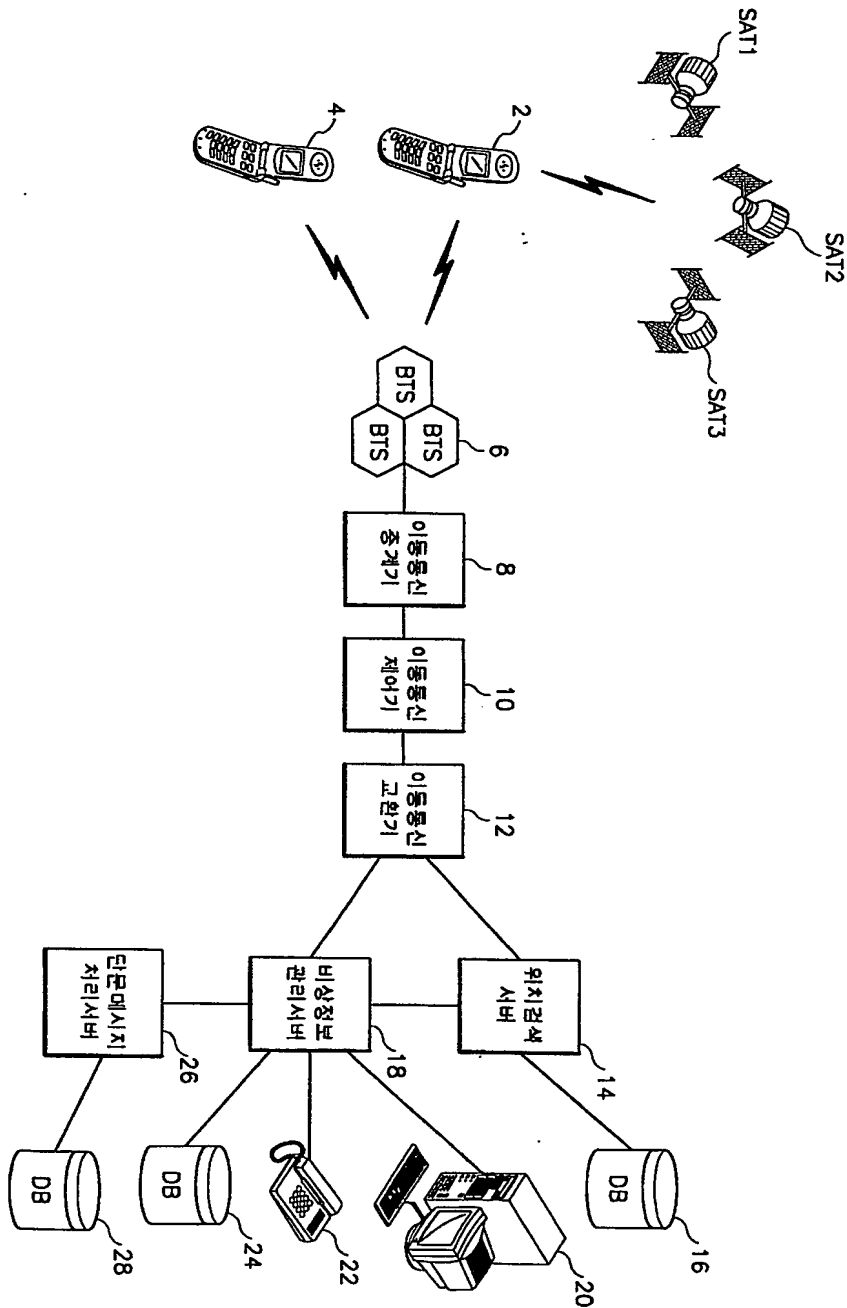 SAT1
SAT2
SAT3
2
4
BTS
BTS
BTS
6
이동통신
중계기
8
이동통신
제어기
10
이동통신
교환기
12
위치검색
서버
14
DB
16
비상정보
관리서버
18
20
22
DB
24
단문메시지
처리서버
26
DB
28